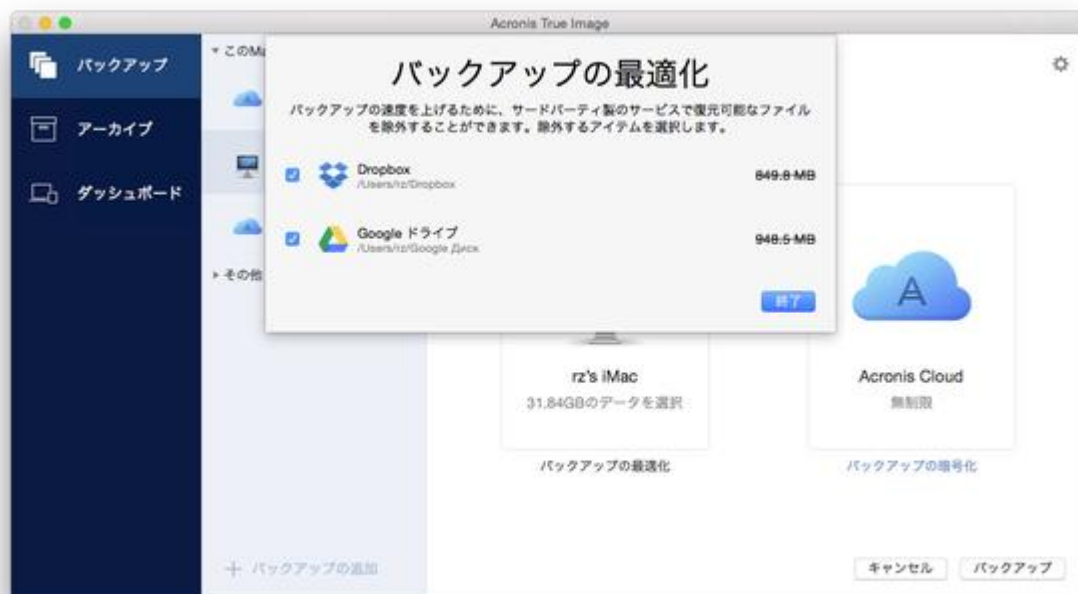 Acronis True Image
バックアップ
アーカイブ
ダッシュボード
▾ このMa
▸ その他
＋ バックアップの追加
バックアップの最適化
バックアップの速度を上げるために、サードパーティ製のサービスで復元可能なファイル
を除外することができます。除外するアイテムを選択します。
Dropbox 849.8 MB
/Users/rz/Dropbox
Google ドライブ 948.5 MB
/Users/rz/Google Диск
終了
rz's iMac
31.84GBのデータを選択
バックアップの最適化
Acronis Cloud
無制限
バックアップの暗号化
キャンセル バックアップ